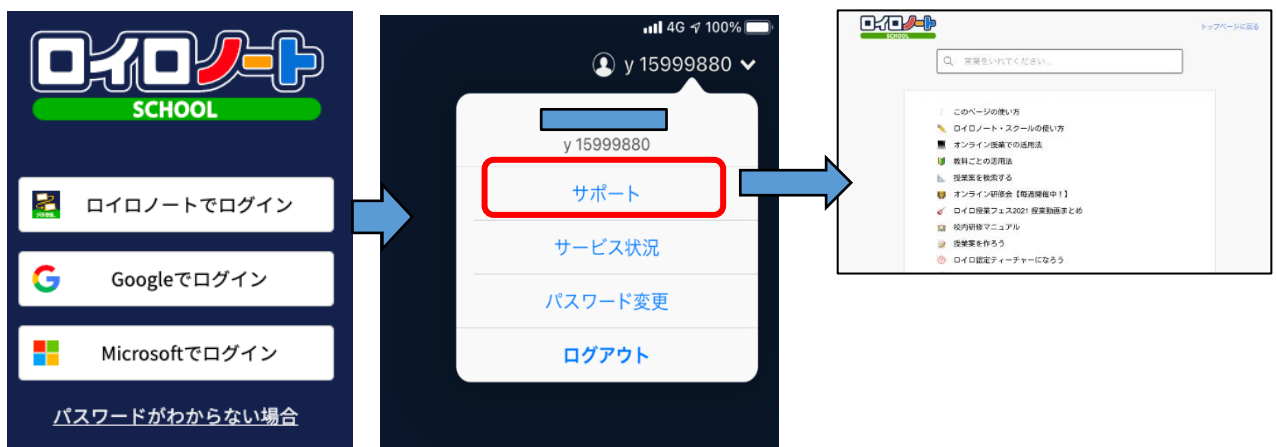 ロイロノート
SCHOOL
ロイロノートでログイン
Googleでログイン
Microsoftでログイン
パスワードがわからない場合
4G 100%
y 15999880
y 15999880
サポート
サービス状況
パスワード変更
ログアウト
ロイロノート
SCHOOL
トップページに戻る
言葉をいれてください...
このページの使い方
ロイロノート・スクールの使い方
オンライン授業での活用法
教科ごとの活用法
授業案を検索する
オンライン研修会【毎週開催中！】
ロイロ授業フェス2021 授業動画まとめ
校内研修マニュアル
授業案を作ろう
ロイロ認定ティーチャーになろう